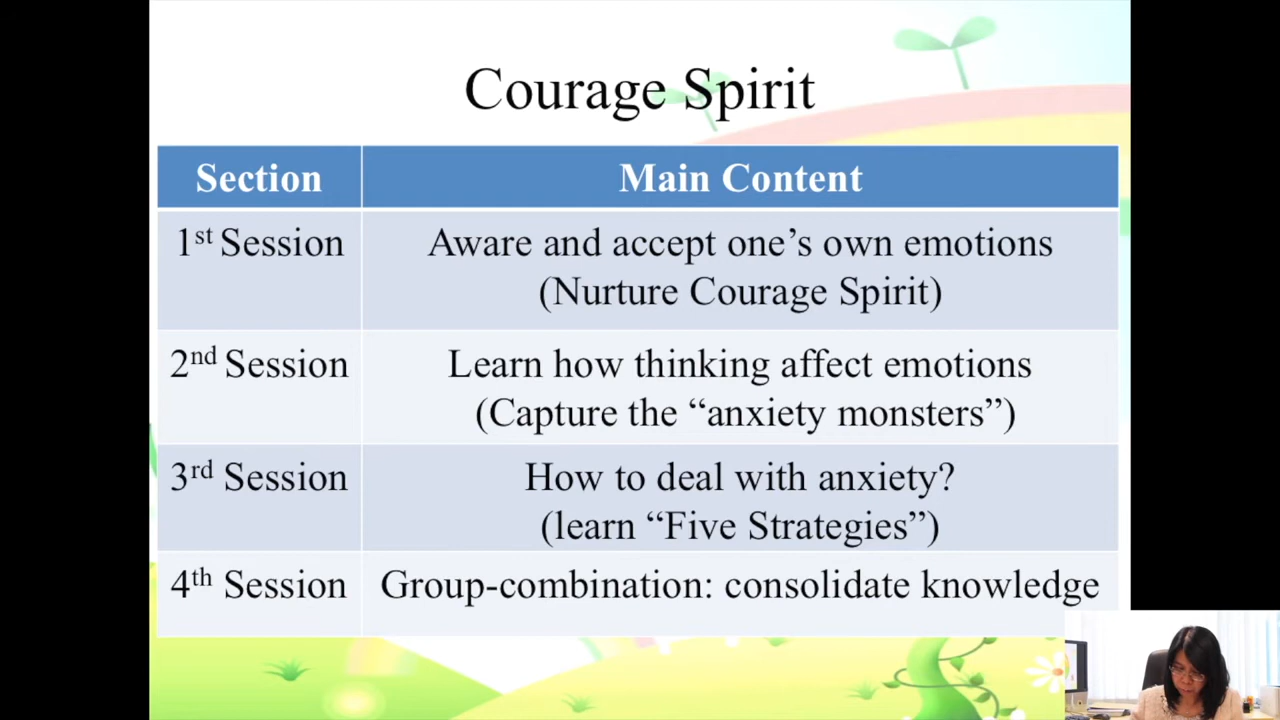 Courage Spirit
Section
Main Content
1st Session
Aware and accept one’s own emotions
(Nurture Courage Spirit)
2nd Session
Learn how thinking affect emotions
(Capture the “anxiety monsters”)
3rd Session
How to deal with anxiety?
(learn “Five Strategies”)
4th Session
Group-combination: consolidate knowledge